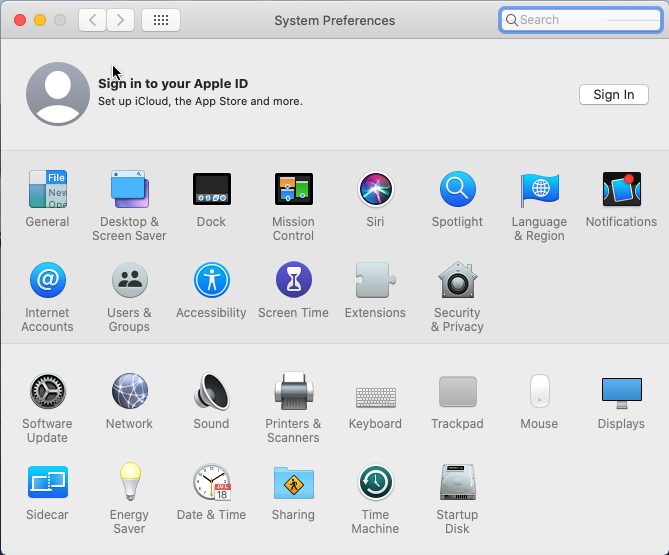 System Preferences
Search
Sign in to your Apple ID
Set up iCloud, the App Store and more.
Sign In
File
New
General
Desktop &
Screen Saver
Dock
Mission
Control
Siri
Spotlight
Language
& Region
Notifications
@
Internet
Accounts
Users &
Groups
Accessibility
Screen Time
Extensions
Security
& Privacy
Software
Update
Network
Sound
Printers &
Scanners
Keyboard
Trackpad
Mouse
Displays
JUL
18
Sidecar
Energy
Saver
Date & Time
Sharing
Time
Machine
Startup
Disk